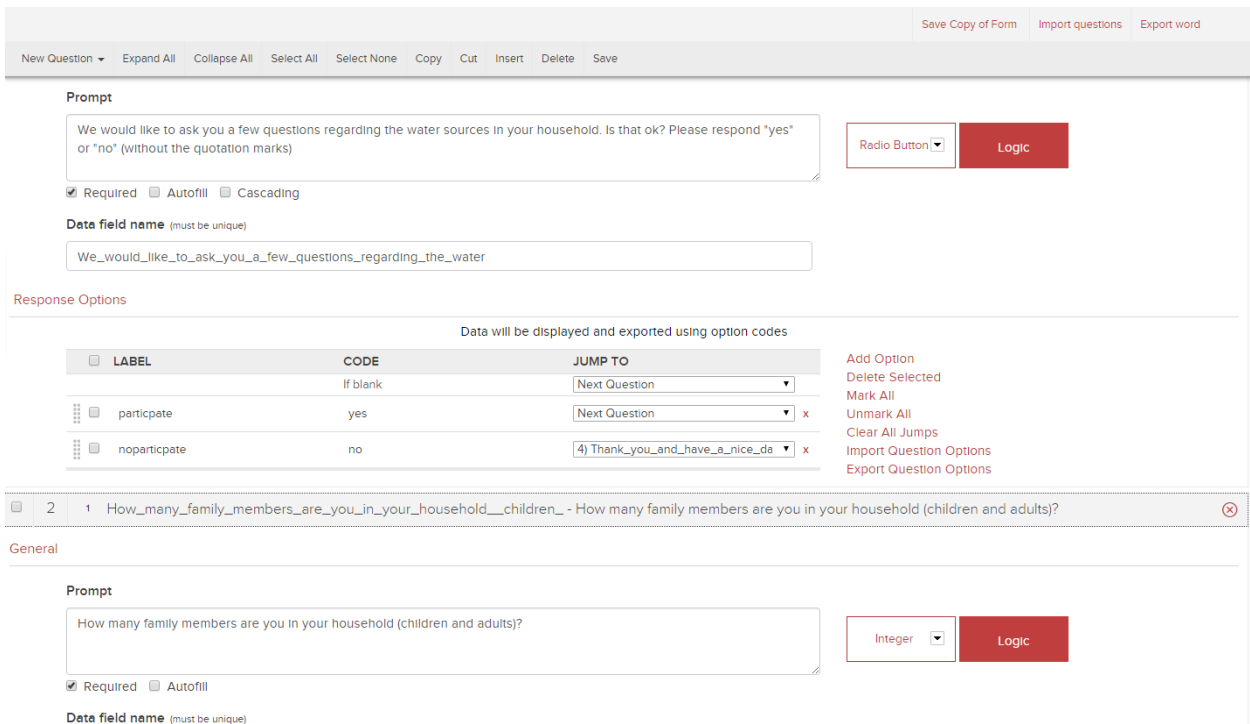 Save Copy of Form Import questions Export word
New Question Expand All Collapse All Select All Select None Copy Cut Insert Delete Save
Prompt
We would like to ask you a few questions regarding the water sources in your household. Is that ok? Please respond "yes"
or "no" (without the quotation marks)
Radio Button Logic
Required Autofill Cascading
Data field name (must be unique)
We_would_like_to_ask_you_a_few_questions_regarding_the_water
Response Options
Data will be displayed and exported using option codes
LABEL CODE JUMP TO
If blank Next Question
particpate yes Next Question x
noparticpate no 4) Thank_you_and_have_a_nice_da x
Add Option
Delete Selected
Mark All
Unmark All
Clear All Jumps
Import Question Options
Export Question Options
2 1 How_many_family_members_are_you_in_your_household__children_ - How many family members are you in your household (children and adults)?
General
Prompt
How many family members are you in your household (children and adults)?
Integer Logic
Required Autofill
Data field name (must be unique)